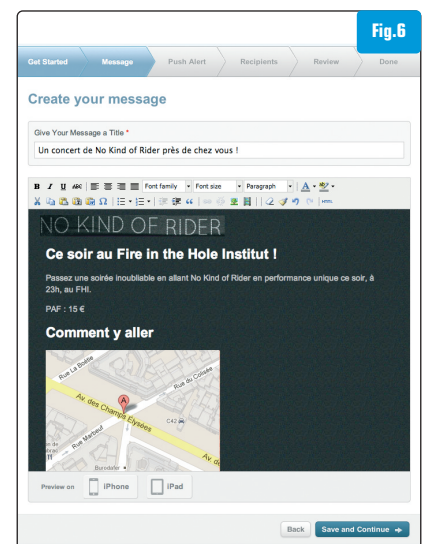 Fig.6
Get Started Message Push Alert Recipients Review Done
Create your message
Give Your Message a Title *
Un concert de No Kind of Rider près de chez vous !
B I U ABC Font family Font size Paragraph A
Ω HTML
NO KIND OF RIDER
Ce soir au Fire in the Hole Institut !
Passez une soirée inoubliable en allant No Kind of Rider en performance unique ce soir, à
23h, au FHI.
PAF : 15 €
Comment y aller
Rue La Boétie
Rue du Colisée
Av. des Champs Elysées
A
C42
Rue Marbeuf
Av. d
Bursdofer
Preview on iPhone iPad
Back Save and Continue